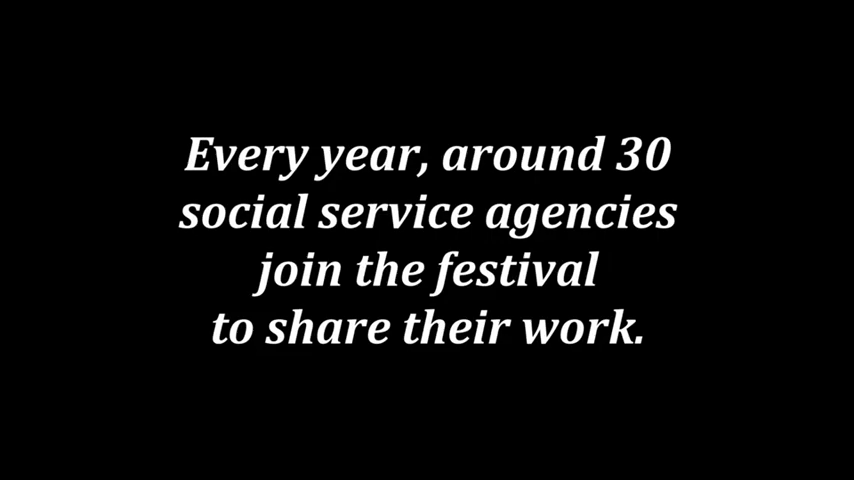 Every year, around 30
social service agencies
join the festival
to share their work.